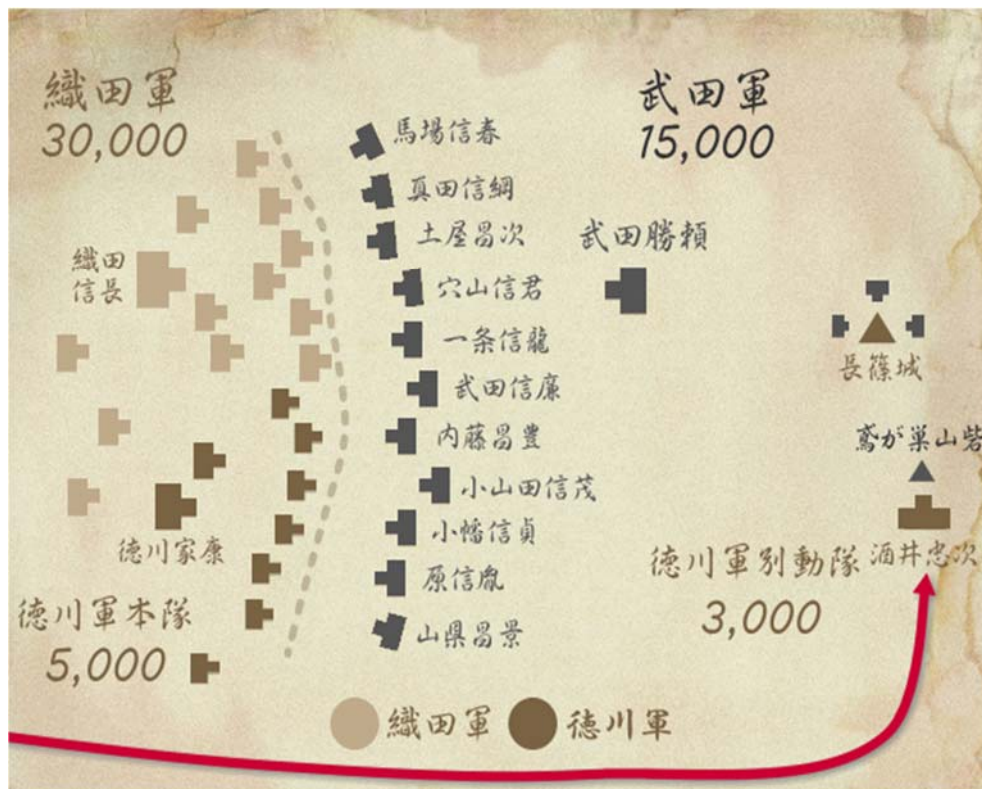 織田軍
30,000
武田軍
15,000
馬場信春
真田信綱
土屋昌次
武田勝頼
織田
信長
穴山信君
一条信龍
長篠城
武田信廉
内藤昌豊
鳶が巣山砦
小山田信茂
小幡信貞
徳川家康
徳川軍別動隊
酒井忠次
3,000
原信胤
徳川軍本隊
5,000
山県昌景
織田軍
徳川軍